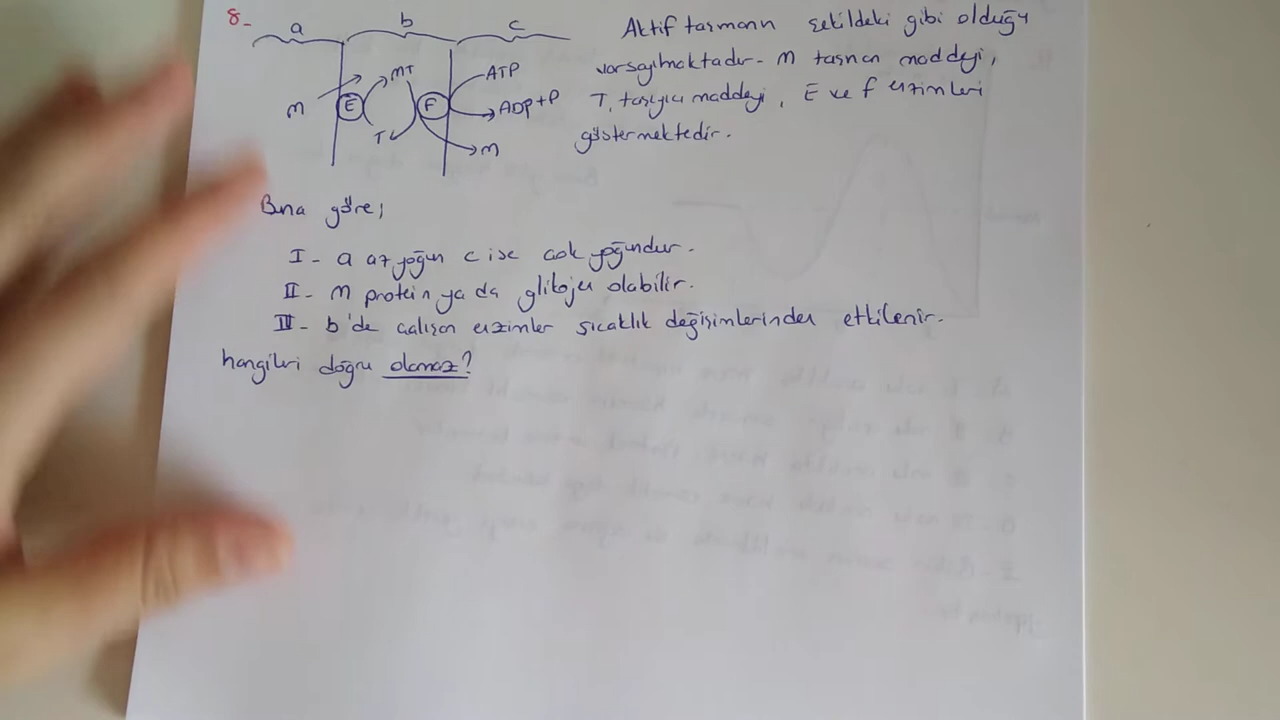 8-
a b c
Aktif taşımanın şekildeki gibi olduğu
varsayılmaktadır. M taşınan maddeyi,
T, taşıyıcı maddeyi, E ve F enzimleri
göstermektedir.
M E MT T F ATP
ADP+P
M
Buna göre;
I- a az yoğun c ise çok yoğundur.
II- M protein ya da glikojen olabilir.
III- b'de çalışan enzimler sıcaklık değişimlerinden etkilenir.
hangileri doğru olamaz?